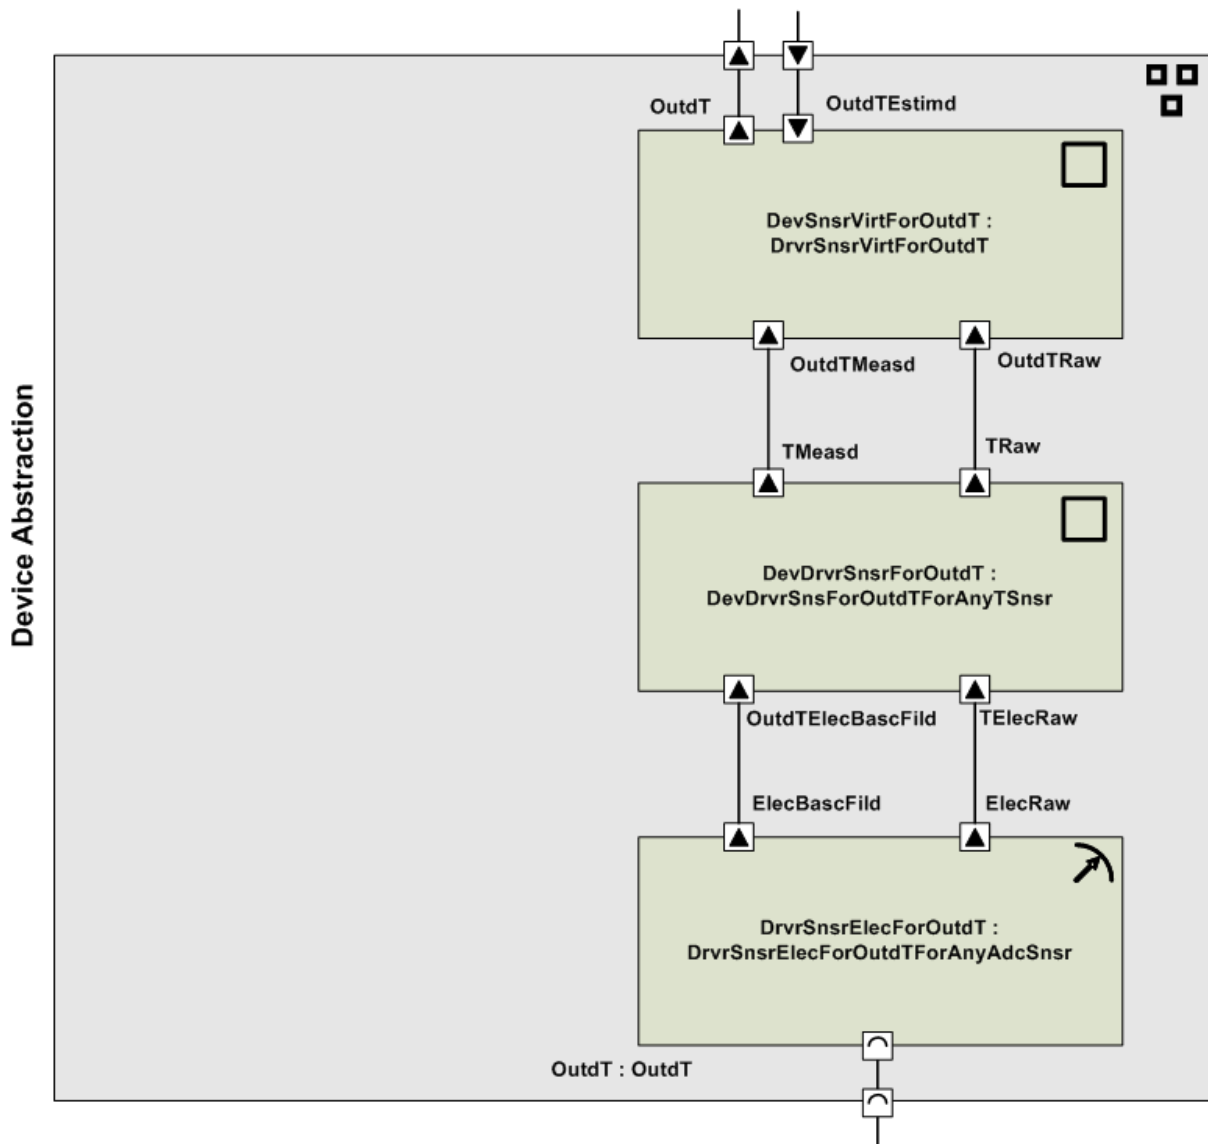 OutdT
OutdTEstimd
DevSnsrVirtForOutdT :
DrvrSnsrVirtForOutdT
OutdTMeasd
OutdTRaw
TMeasd
TRaw
Device Abstraction
DevDrvrSnsrForOutdT :
DevDrvrSnsForOutdTForAnyTSnsr
OutdTElecBascFild
TElecRaw
ElecBascFild
ElecRaw
DrvrSnsrElecForOutdT :
DrvrSnsrElecForOutdTForAnyAdcSnsr
OutdT : OutdT